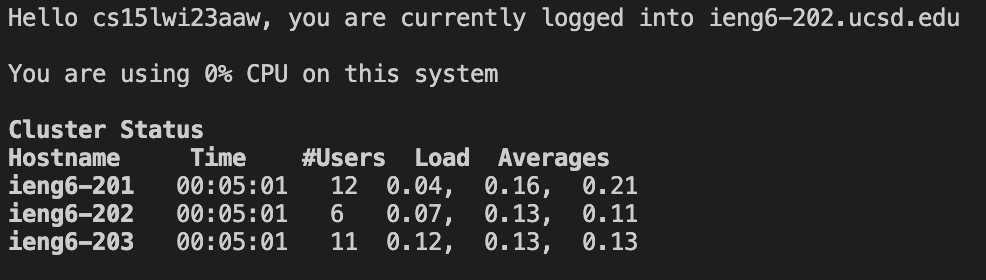 Hello cs15lwi23aaw, you are currently logged into ieng6-202.ucsd.edu
You are using 0% CPU on this system
Cluster Status
Hostname     Time    #Users  Load  Averages
ieng6-201   00:05:01   12  0.04,  0.16,  0.21
ieng6-202   00:05:01   6   0.07,  0.13,  0.11
ieng6-203   00:05:01   11  0.12,  0.13,  0.13